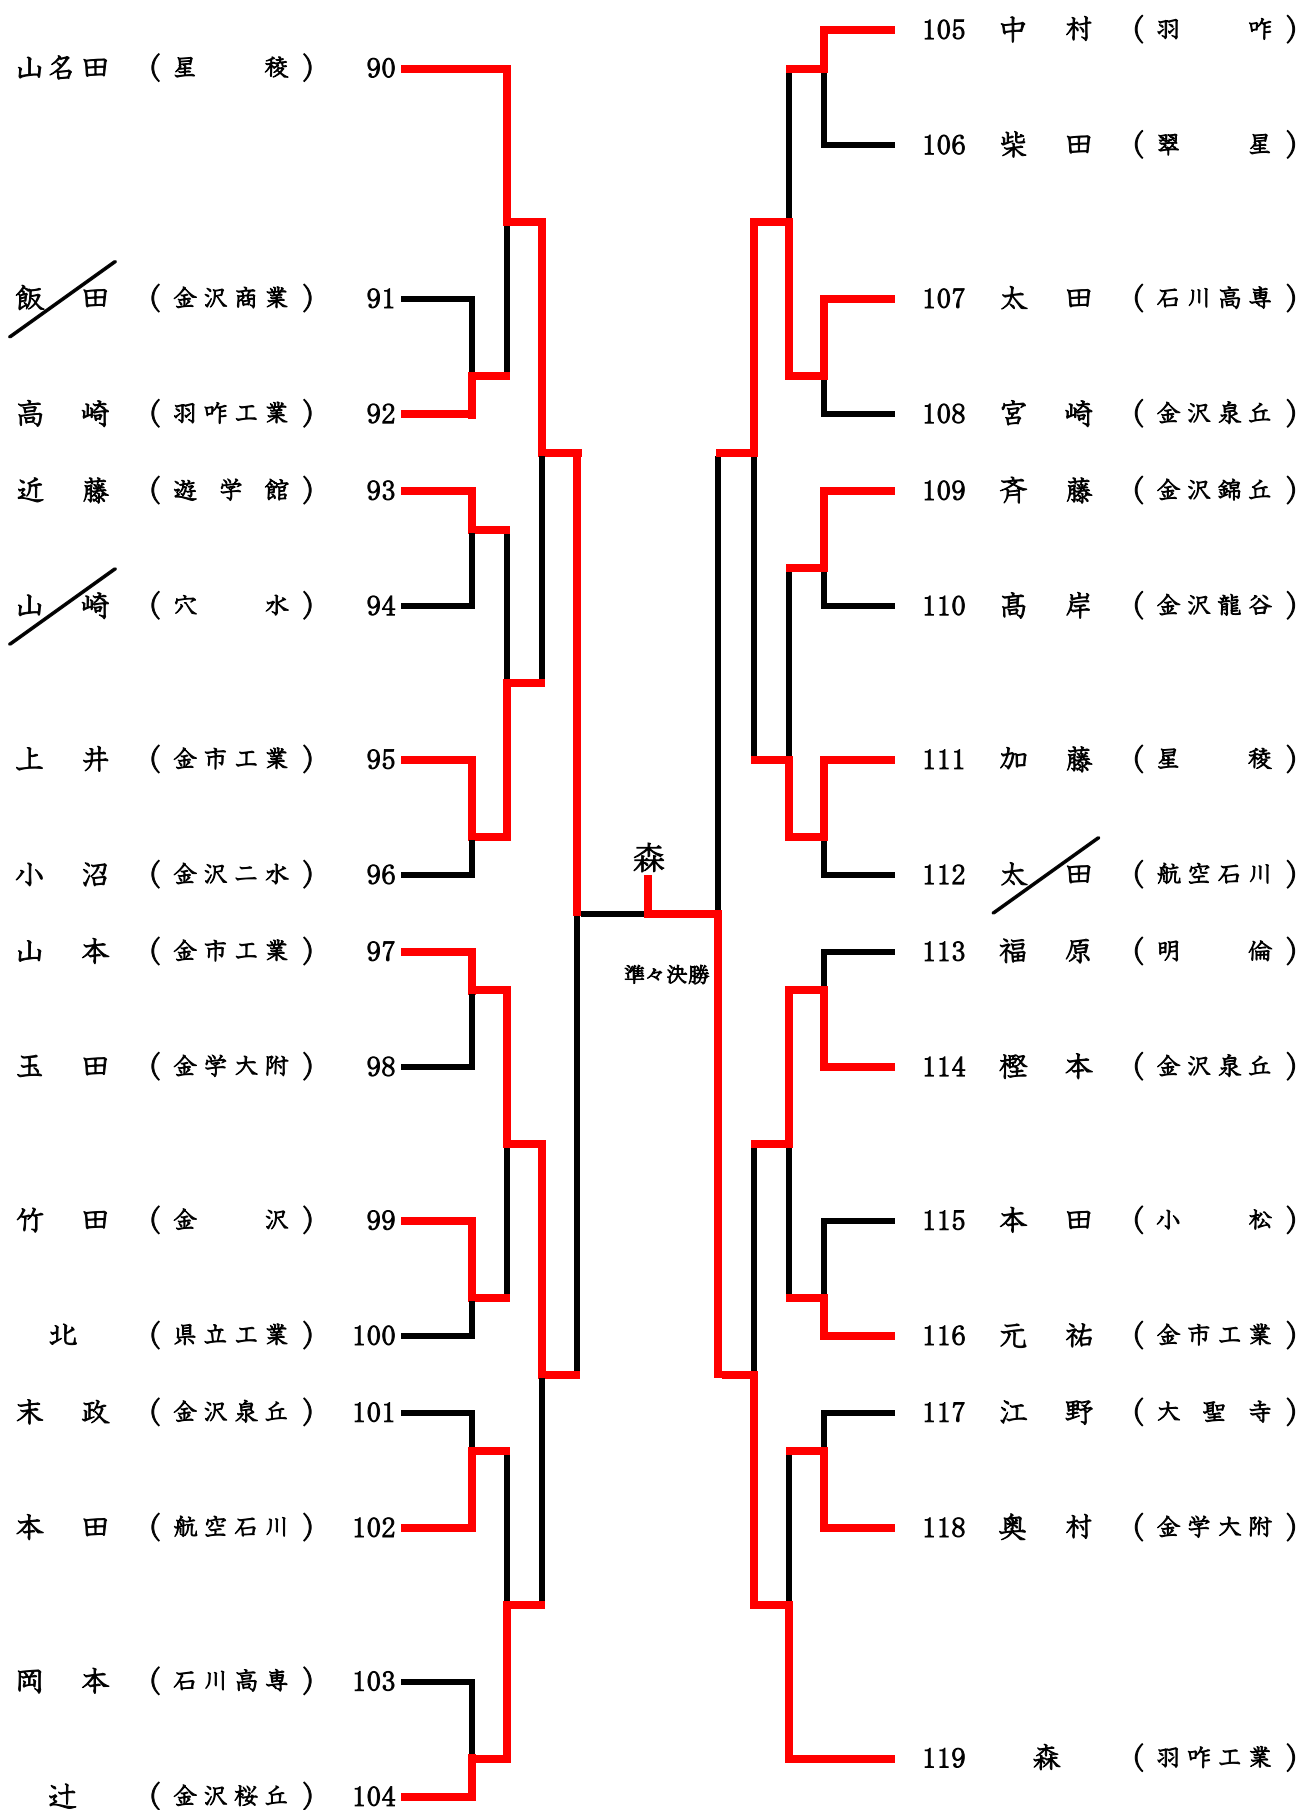 山名田 (星稜) 90
飯田 (金沢商業) 91
高崎 (羽咋工業) 92
近藤 (遊学館) 93
山崎 (穴水) 94
上井 (金市工業) 95
小沼 (金沢二水) 96
山本 (金市工業) 97
玉田 (金学大附) 98
竹田 (金沢) 99
北 (県立工業) 100
末政 (金沢泉丘) 101
本田 (航空石川) 102
岡本 (石川高専) 103
辻 (金沢桜丘) 104
森
準々決勝
105 中村 (羽咋)
106 柴田 (翠星)
107 太田 (石川高専)
108 宮崎 (金沢泉丘)
109 斉藤 (金沢錦丘)
110 髙岸 (金沢龍谷)
111 加藤 (星稜)
112 太田 (航空石川)
113 福原 (明倫)
114 樫本 (金沢泉丘)
115 本田 (小松)
116 元祐 (金市工業)
117 江野 (大聖寺)
118 奥村 (金学大附)
119 森 (羽咋工業)